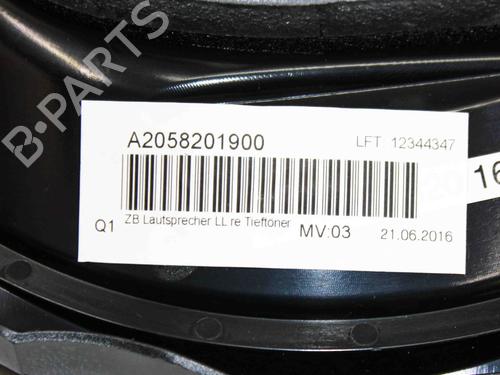 B-PARTS
A2058201900 LFT: 12344347
ZB Lautsprecher LL re Tieftöner
Q1 MV:03 21.06.2016
16